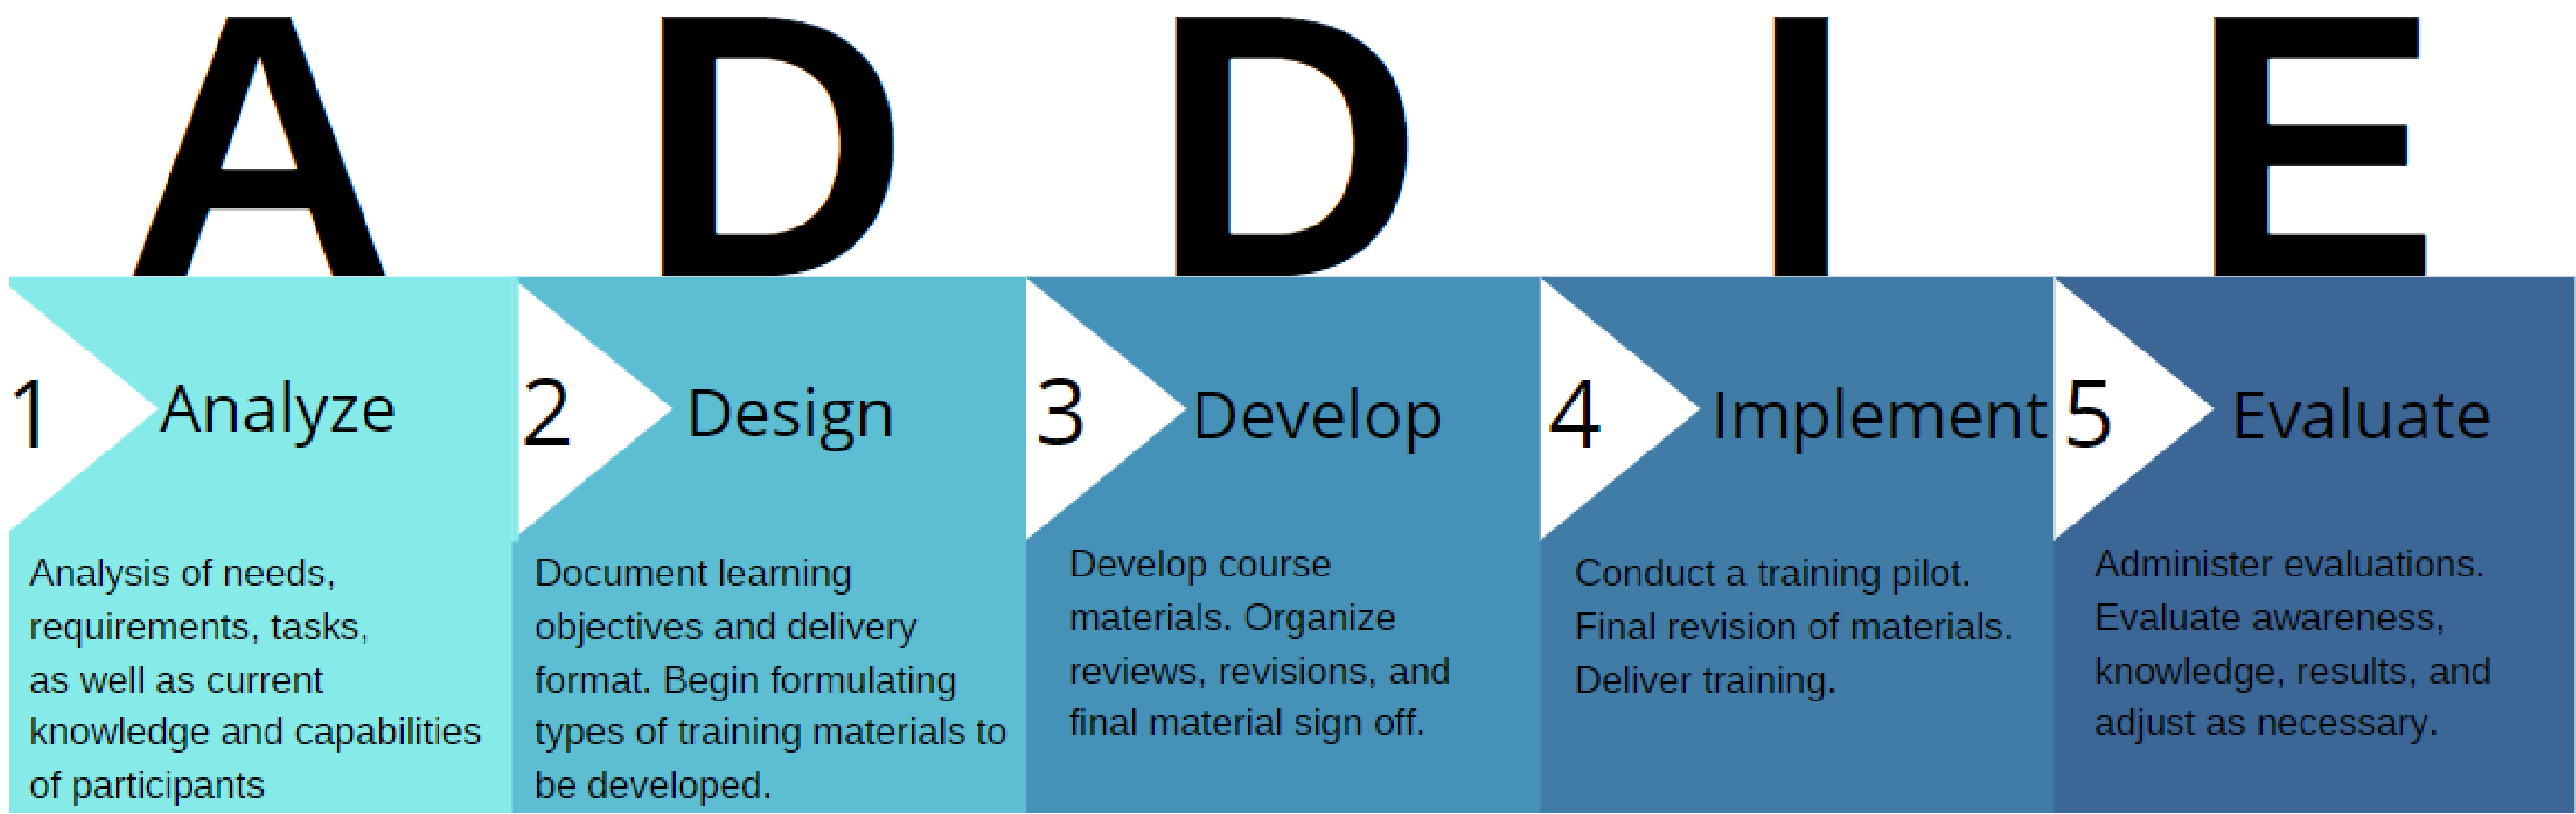 A D D I E
1 Analyze
Analysis of needs,
requirements, tasks,
as well as current
knowledge and capabilities
of participants
2 Design
Document learning
objectives and delivery
format. Begin formulating
types of training materials to
be developed.
3 Develop
Develop course
materials. Organize
reviews, revisions, and
final material sign off.
4 Implement
Conduct a training pilot.
Final revision of materials.
Deliver training.
5 Evaluate
Administer evaluations.
Evaluate awareness,
knowledge, results, and
adjust as necessary.